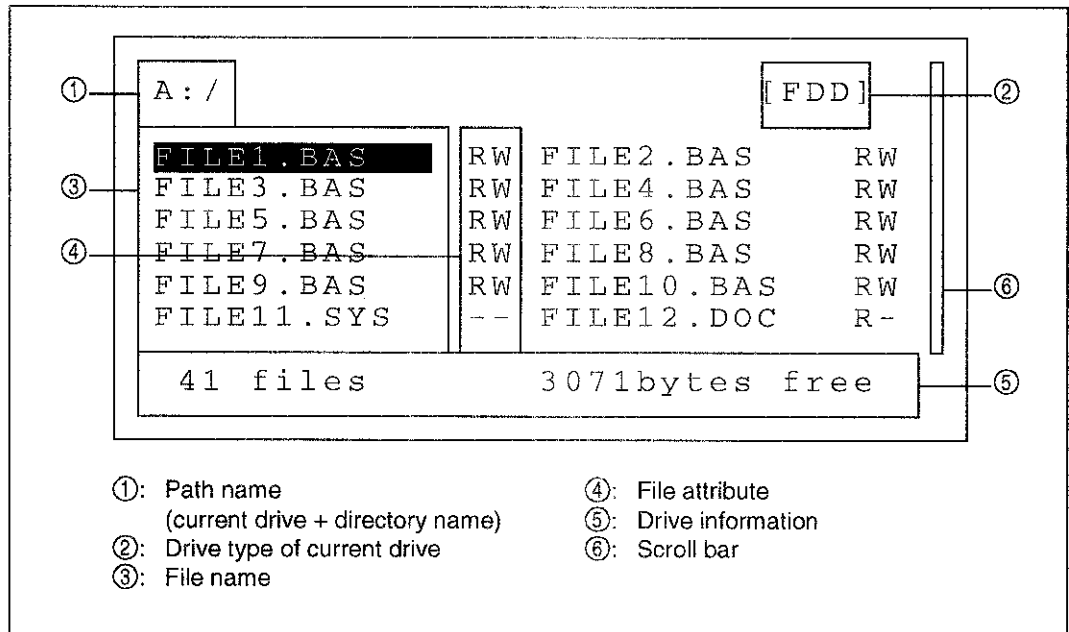 ① A:/ [FDD] ②
FILE1.BAS RW FILE2.BAS RW
③ FILE3.BAS RW FILE4.BAS RW
FILE5.BAS RW FILE6.BAS RW
④ FILE7.BAS RW FILE8.BAS RW
FILE9.BAS RW FILE10.BAS RW ⑥
FILE11.SYS -- FILE12.DOC R-
41 files 3071bytes free ⑤
①: Path name
(current drive + directory name)
②: Drive type of current drive
③: File name
④: File attribute
⑤: Drive information
⑥: Scroll bar